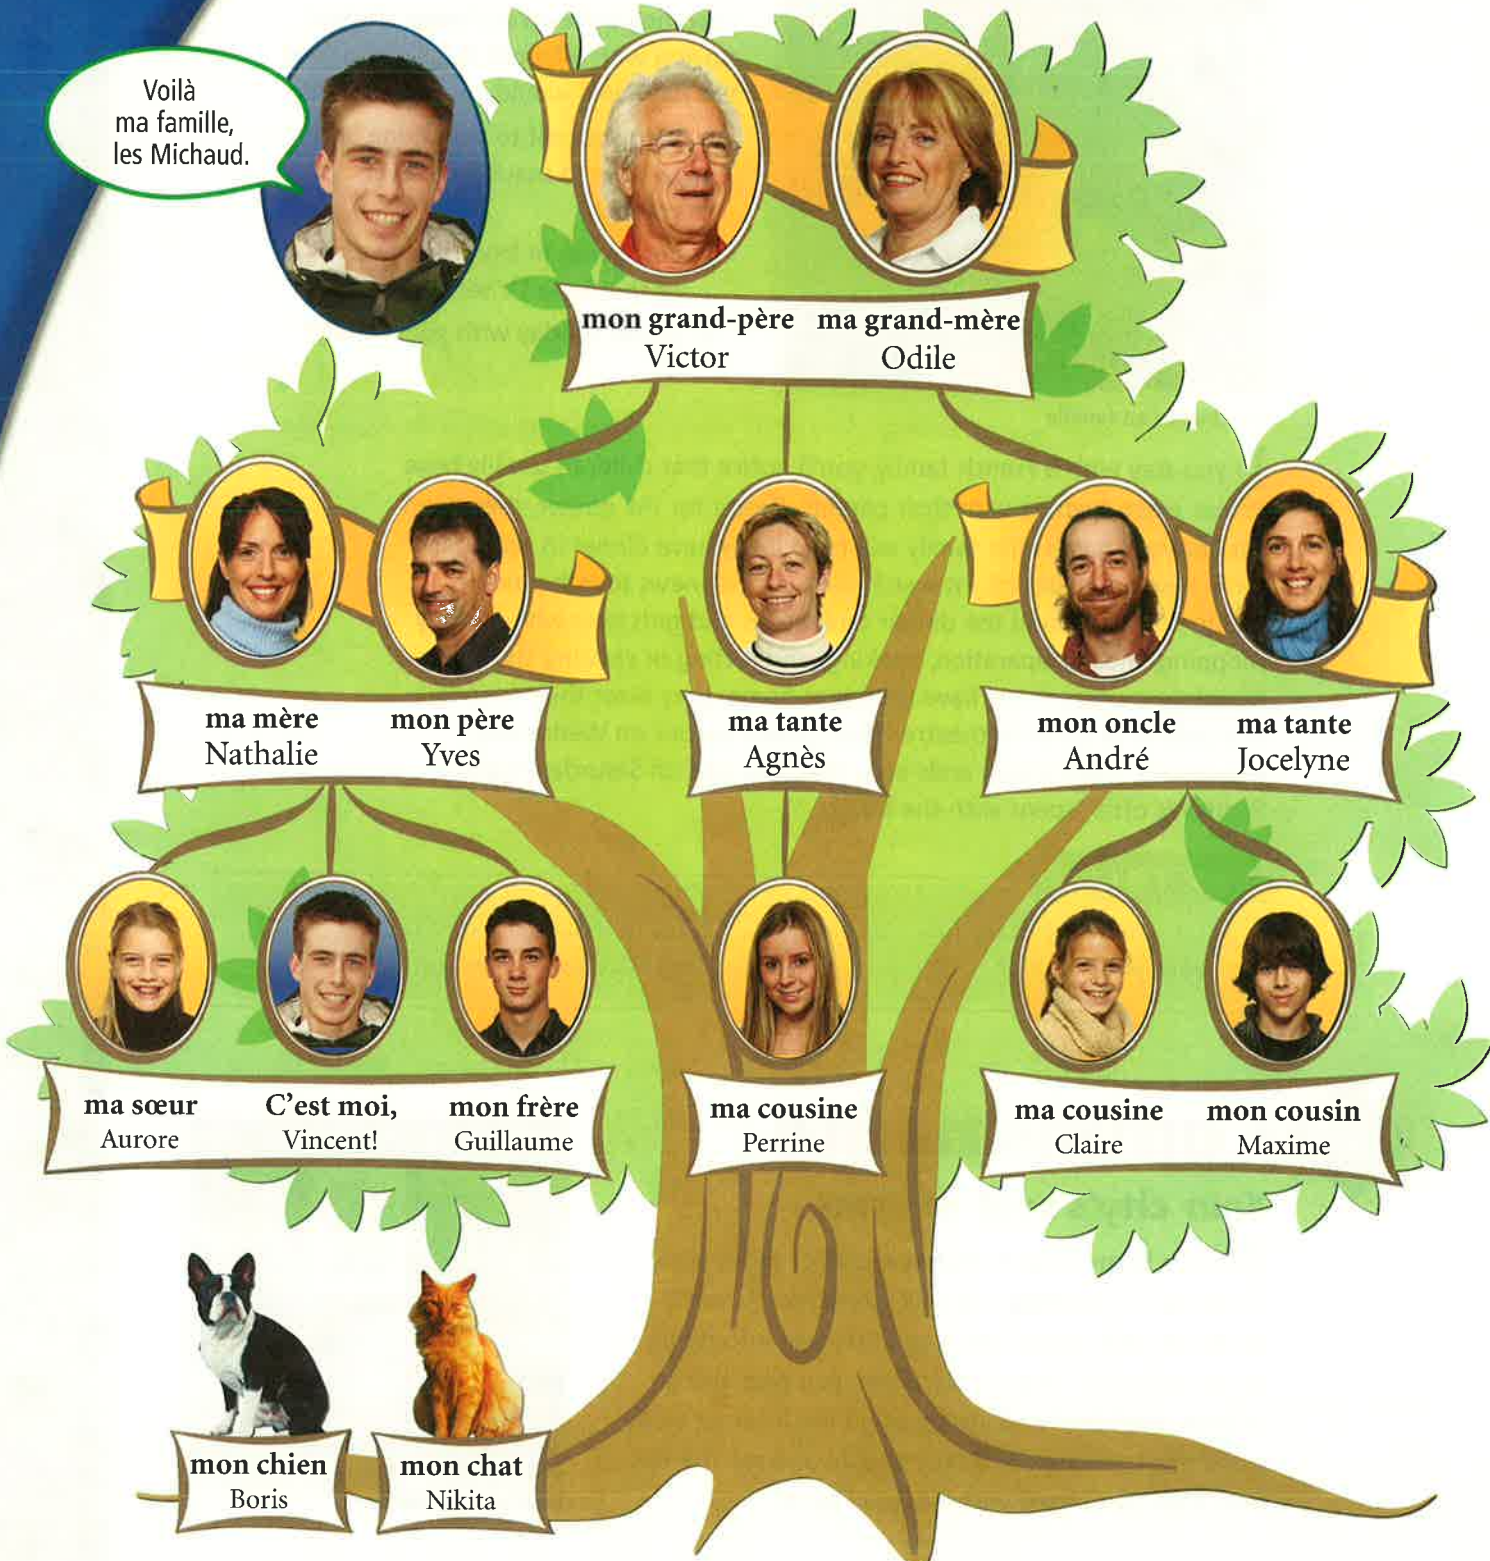 Voilà
ma famille,
les Michaud.
mon grand-père ma grand-mère
Victor Odile
ma mère mon père
Nathalie Yves
ma tante
Agnès
mon oncle ma tante
André Jocelyne
ma sœur C'est moi, mon frère
Aurore Vincent! Guillaume
ma cousine
Perrine
ma cousine mon cousin
Claire Maxime
mon chien mon chat
Boris Nikita